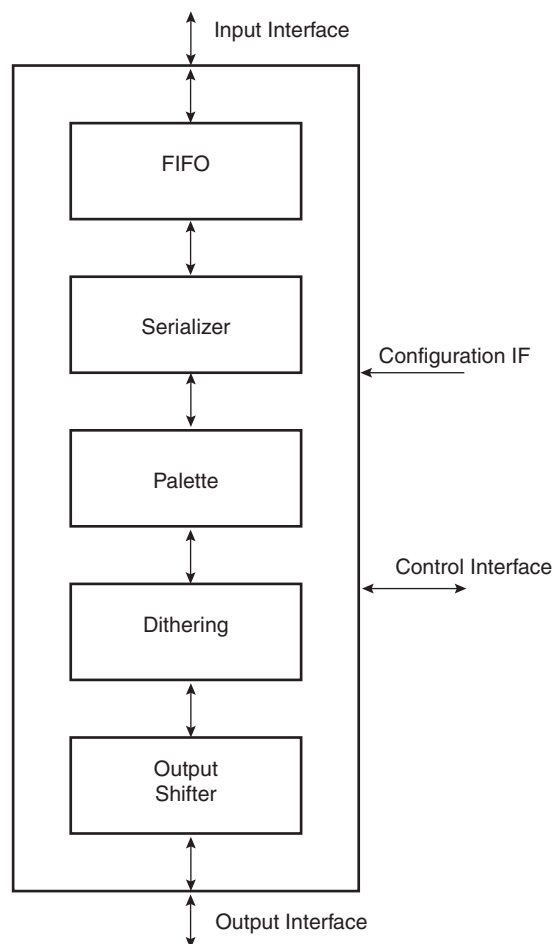 Input Interface
FIFO
Serializer
Configuration IF
Palette
Control Interface
Dithering
Output
Shifter
Output Interface